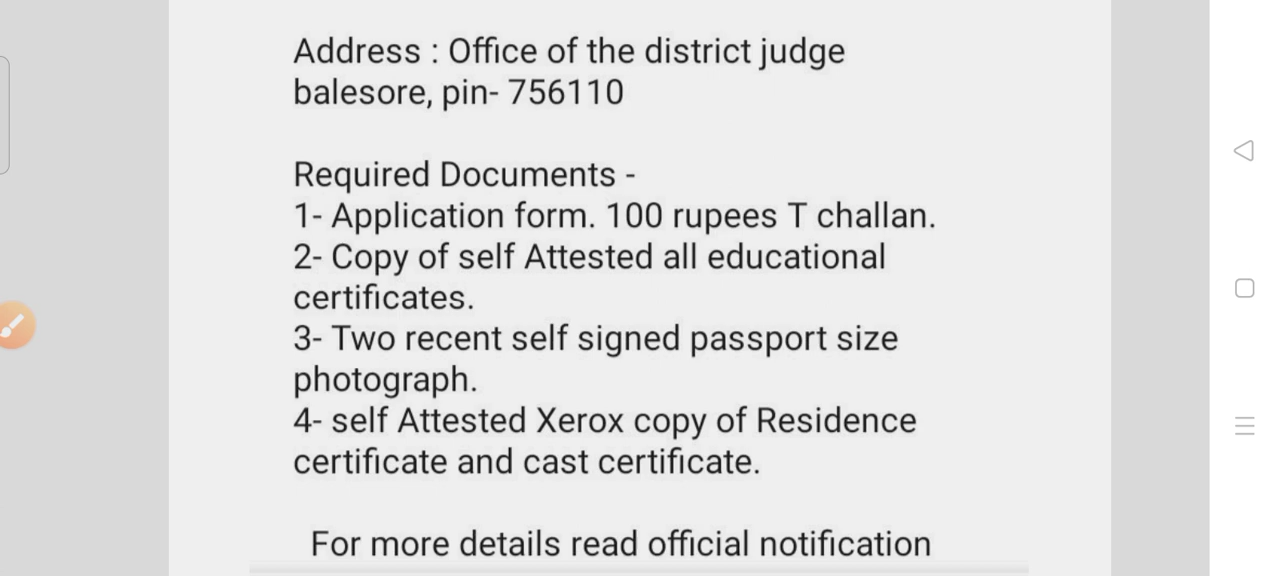 Address : Office of the district judge
balesore, pin- 756110
Required Documents -
1- Application form. 100 rupees T challan.
2- Copy of self Attested all educational
certificates.
3- Two recent self signed passport size
photograph.
4- self Attested Xerox copy of Residence
certificate and cast certificate.
For more details read official notification